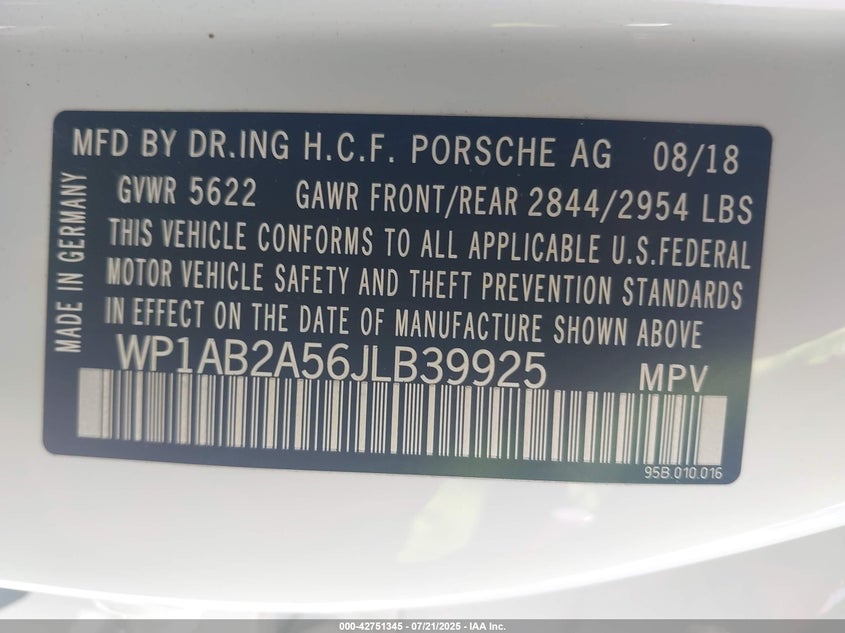 MFD BY DR.ING H.C.F. PORSCHE AG 08/18
GVWR 5622 GAWR FRONT/REAR 2844/2954 LBS
THIS VEHICLE CONFORMS TO ALL APPLICABLE U.S.FEDERAL
MOTOR VEHICLE SAFETY AND THEFT PREVENTION STANDARDS
IN EFFECT ON THE DATE OF MANUFACTURE SHOWN ABOVE
MADE IN GERMANY
WP1AB2A56JLB39925 MPV
95B.010.016
000-42751345 - 07/21/2025 - IAA Inc.